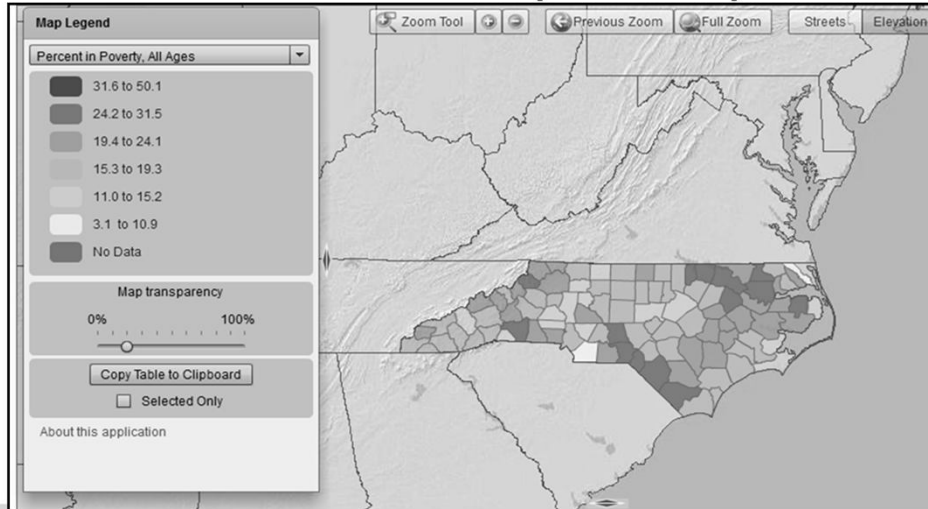 Map Legend
Percent in Poverty, All Ages
31.6 to 50.1
24.2 to 31.5
19.4 to 24.1
15.3 to 19.3
11.0 to 15.2
3.1 to 10.9
No Data
Map transparency
0% 100%
Copy Table to Clipboard
Selected Only
About this application
Zoom Tool Previous Zoom Full Zoom Streets Elevation